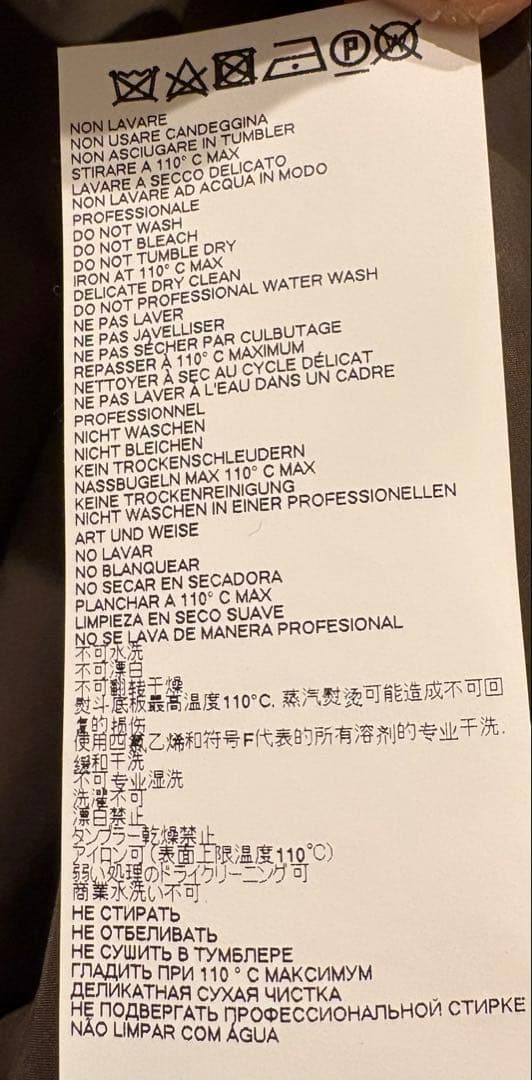 P
W
NON LAVARE
NON USARE CANDEGGINA
NON ASCIUGARE IN TUMBLER
STIRARE A 110° C MAX
LAVARE A SECCO DELICATO
NON LAVARE AD ACQUA IN MODO
PROFESSIONALE
DO NOT WASH
DO NOT BLEACH
DO NOT TUMBLE DRY
IRON AT 110° C MAX
DELICATE DRY CLEAN
DO NOT PROFESSIONAL WATER WASH
NE PAS LAVER
NE PAS JAVELLISER
NE PAS SÉCHER PAR CULBUTAGE
REPASSER À 110° C MAXIMUM
NETTOYER À SEC AU CYCLE DÉLICAT
NE PAS LAVER À L'EAU DANS UN CADRE
PROFESSIONNEL
NICHT WASCHEN
NICHT BLEICHEN
KEIN TROCKENSCHLEUDERN
NASSBUGELN MAX 110° C MAX
KEINE TROCKENREINIGUNG
NICHT WASCHEN IN EINER PROFESSIONELLEN
ART UND WEISE
NO LAVAR
NO BLANQUEAR
NO SECAR EN SECADORA
PLANCHAR A 110° C MAX
LIMPIEZA EN SECO SUAVE
NO SE LAVA DE MANERA PROFESIONAL
不可水洗
不可漂白
不可翻转干燥
熨斗底板最高温度110°C. 蒸汽熨烫可能造成不可回
复的损伤
使用四氯乙烯和符号F代表的所有溶剂的专业干洗.
缓和干洗
不可专业湿洗
洗濯不可
漂白禁止
タンブラー乾燥禁止
アイロン可(表面上限温度110℃)
弱い処理のドライクリーニング可
商業水洗い不可
НЕ СТИРАТЬ
НЕ ОТБЕЛИВАТЬ
НЕ СУШИТЬ В ТУМБЛЕРЕ
ГЛАДИТЬ ПРИ 110 ° С МАКСИМУМ
ДЕЛИКАТНАЯ СУХАЯ ЧИСТКА
НЕ ПОДВЕРГАТЬ ПРОФЕССИОНАЛЬНОЙ СТИРКЕ
NÃO LIMPAR COM ÁGUA